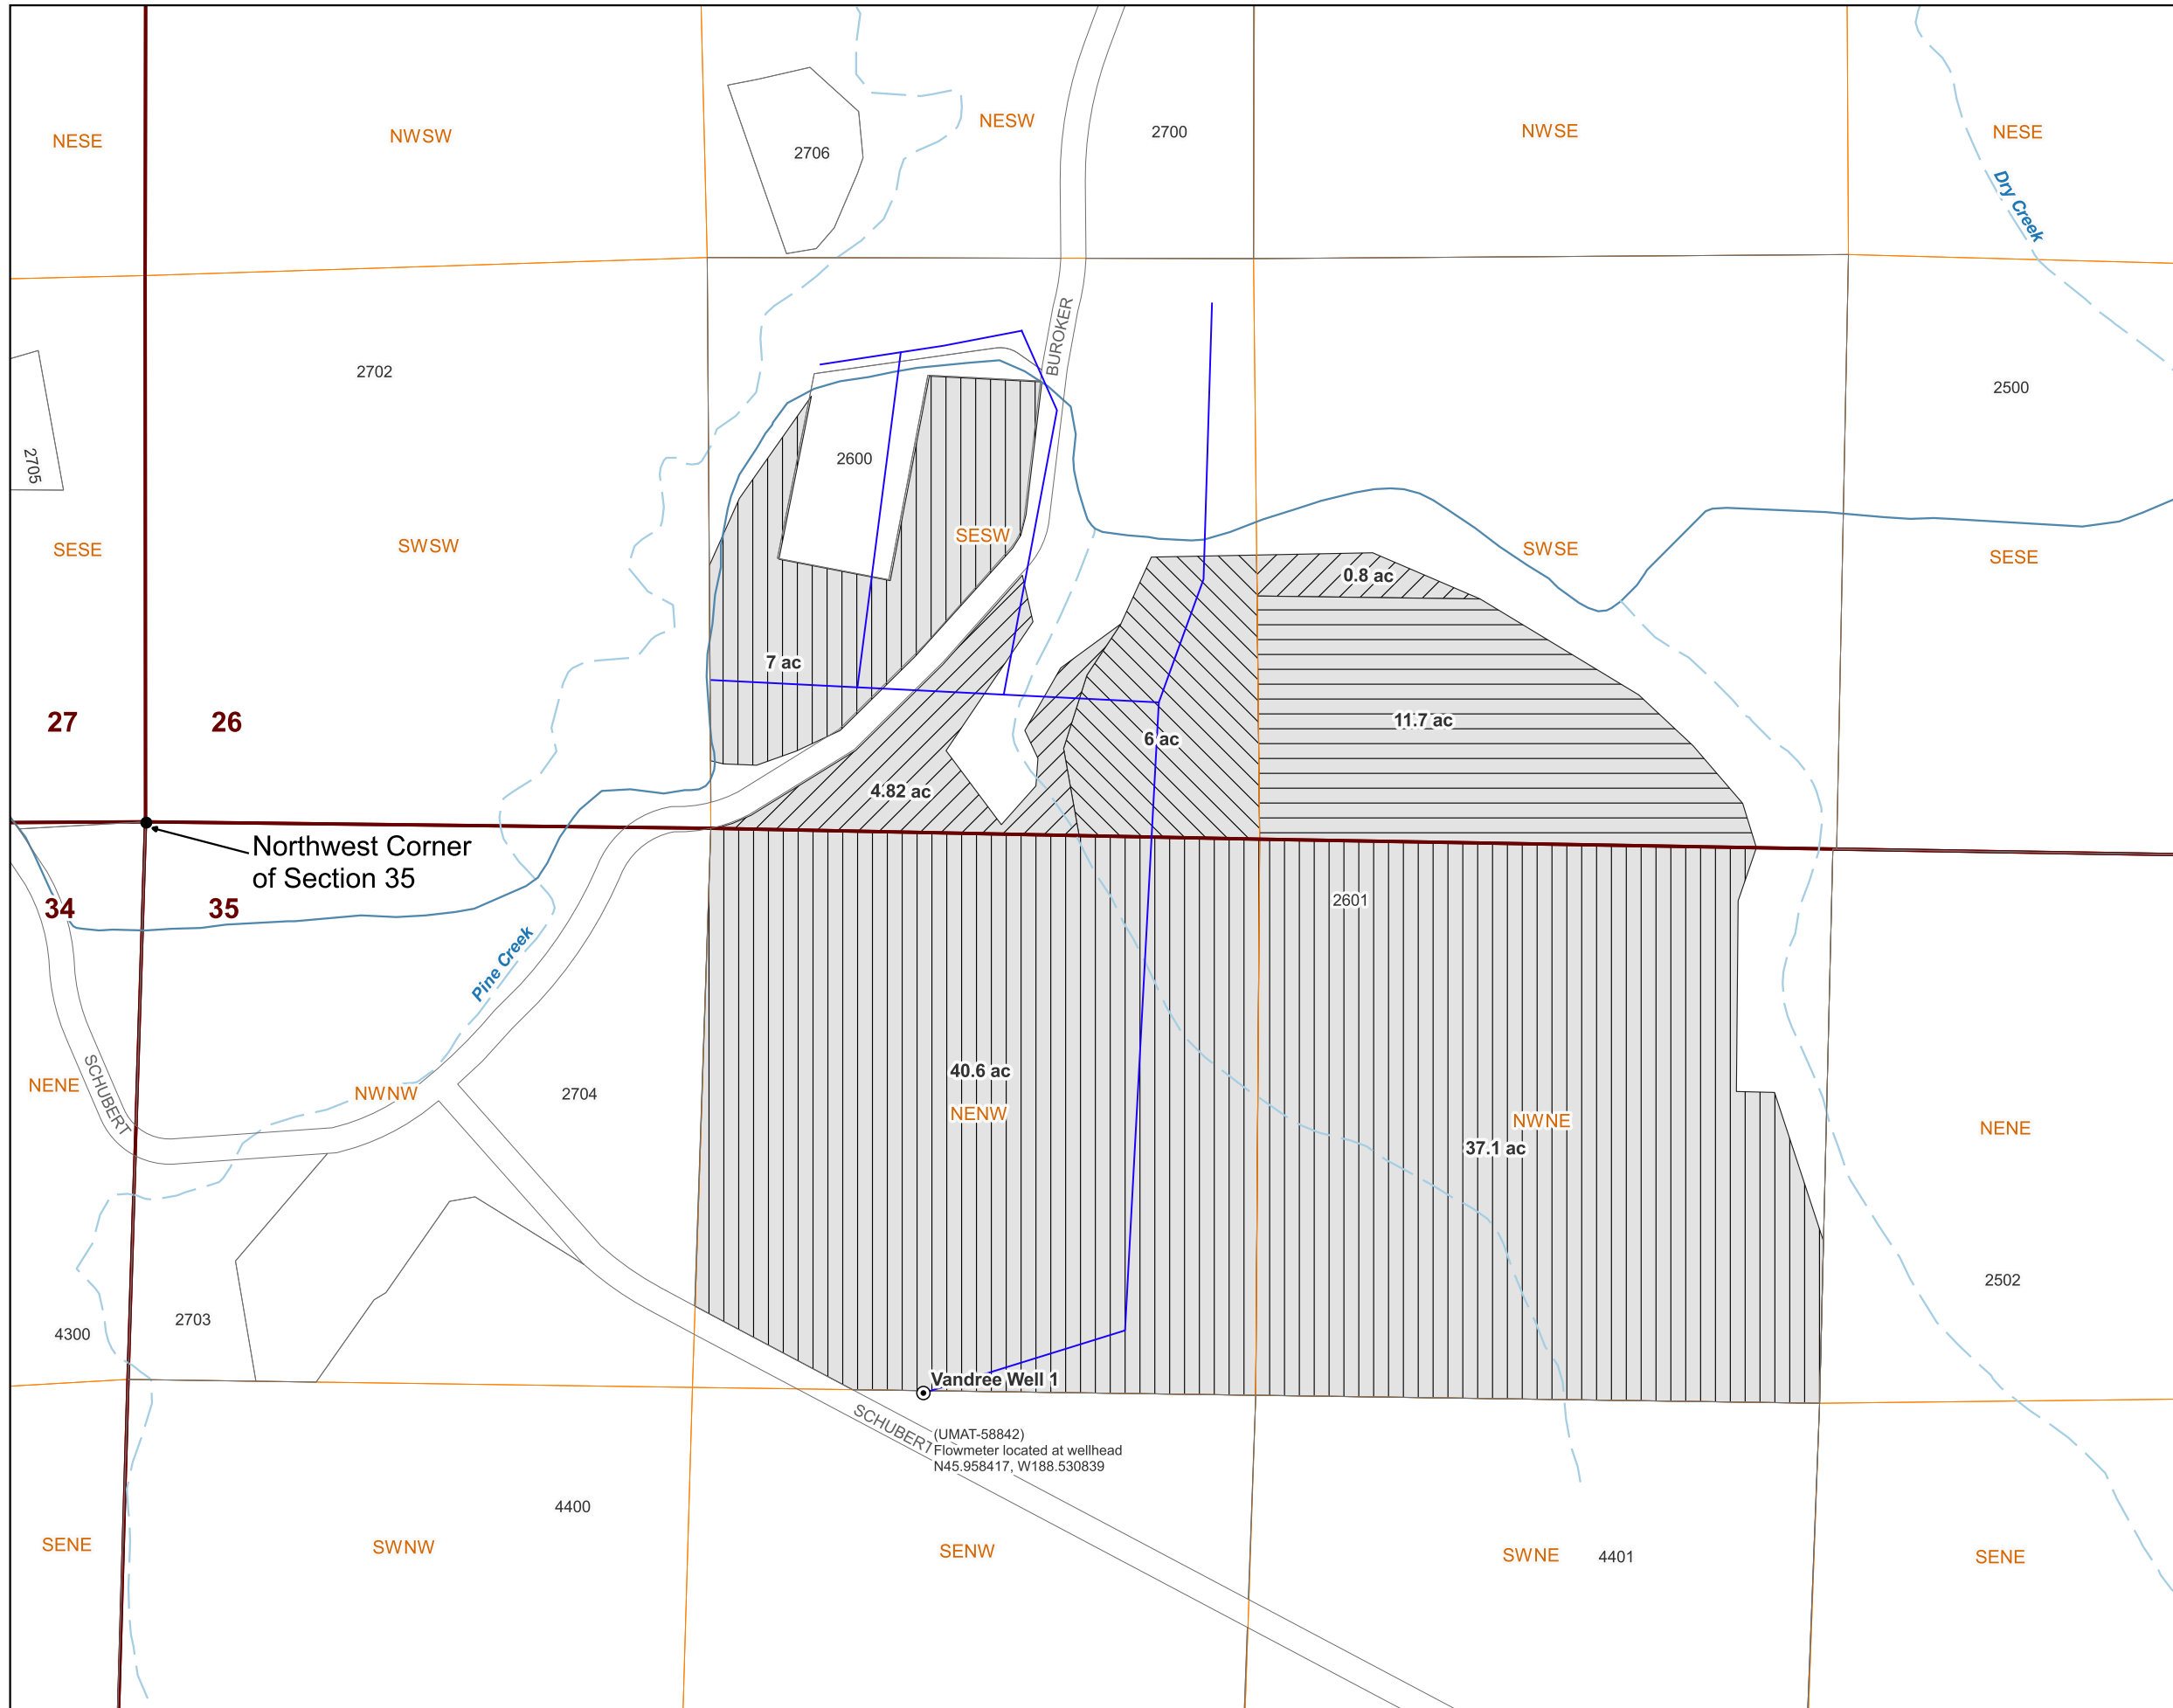 NESE
NWSW
NESW
2700
NWSE
NESE
2706
Dry Creek
BUROKER
2702
2500
2705
2600
SESE
SWSW
SESW
SWSE
SESE
0.8 ac
7 ac
27
26
6 ac
11.7 ac
4.82 ac
Northwest Corner
of Section 35
34
35
2601
Pine Creek
SCHUBERT
NENE
NWNW
2704
40.6 ac
NENW
NWNE
37.1 ac
NENE
2502
4300
2703
Vandree Well 1
SCHUBERT
(UMAT-58842)
Flowmeter located at wellhead
N45.958417, W188.530839
4400
SENE
SWNW
SENW
SWNE
4401
SENE